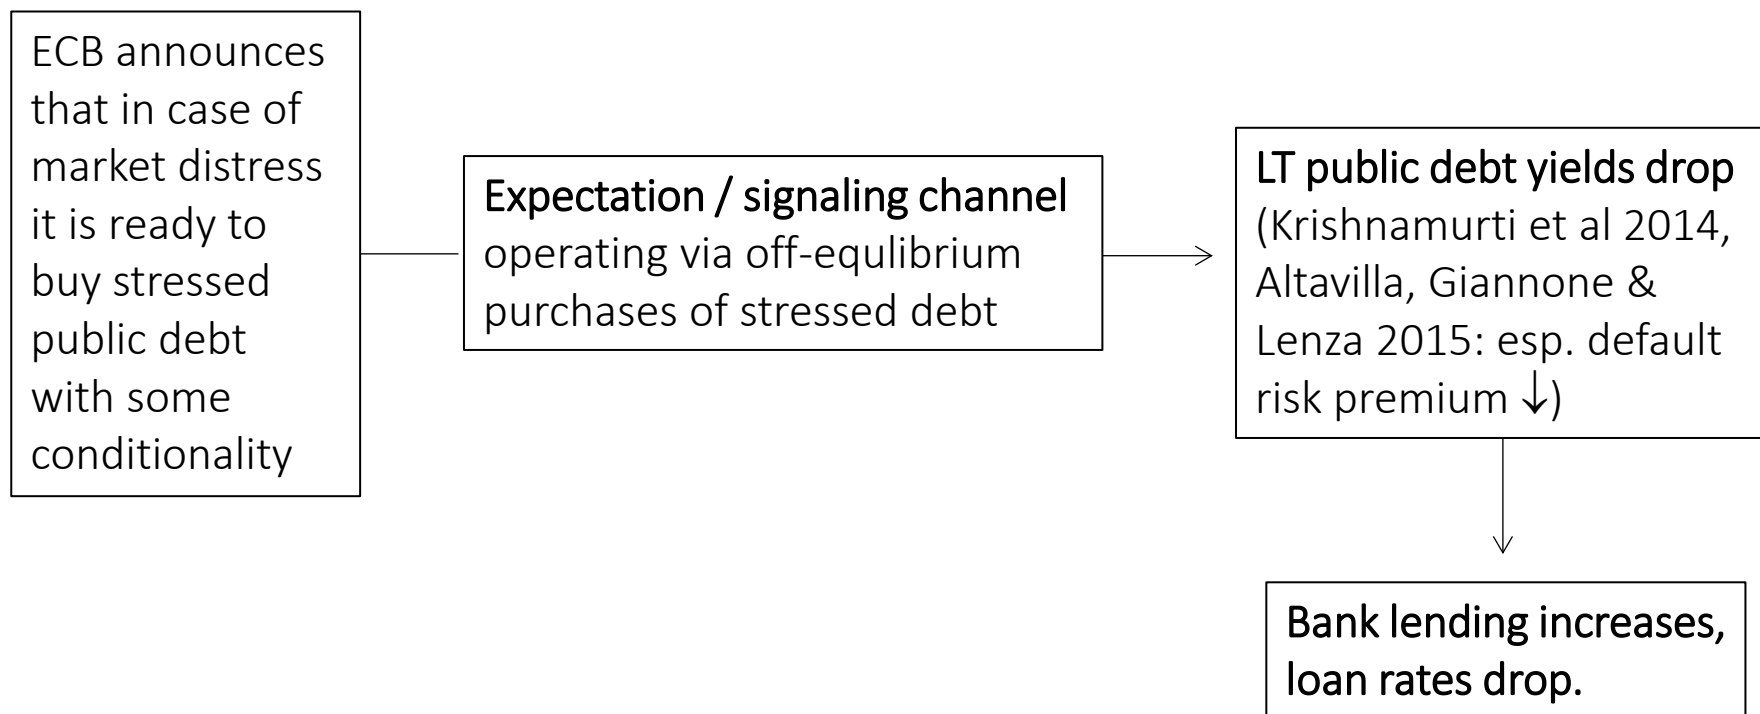 ECB announces
that in case of
market distress
it is ready to
buy stressed
public debt
with some
conditionality
Expectation / signaling channel
operating via off-equlibrium
purchases of stressed debt
LT public debt yields drop
(Krishnamurti et al 2014,
Altavilla, Giannone &
Lenza 2015: esp. default
risk premium ↓)
Bank lending increases,
loan rates drop.